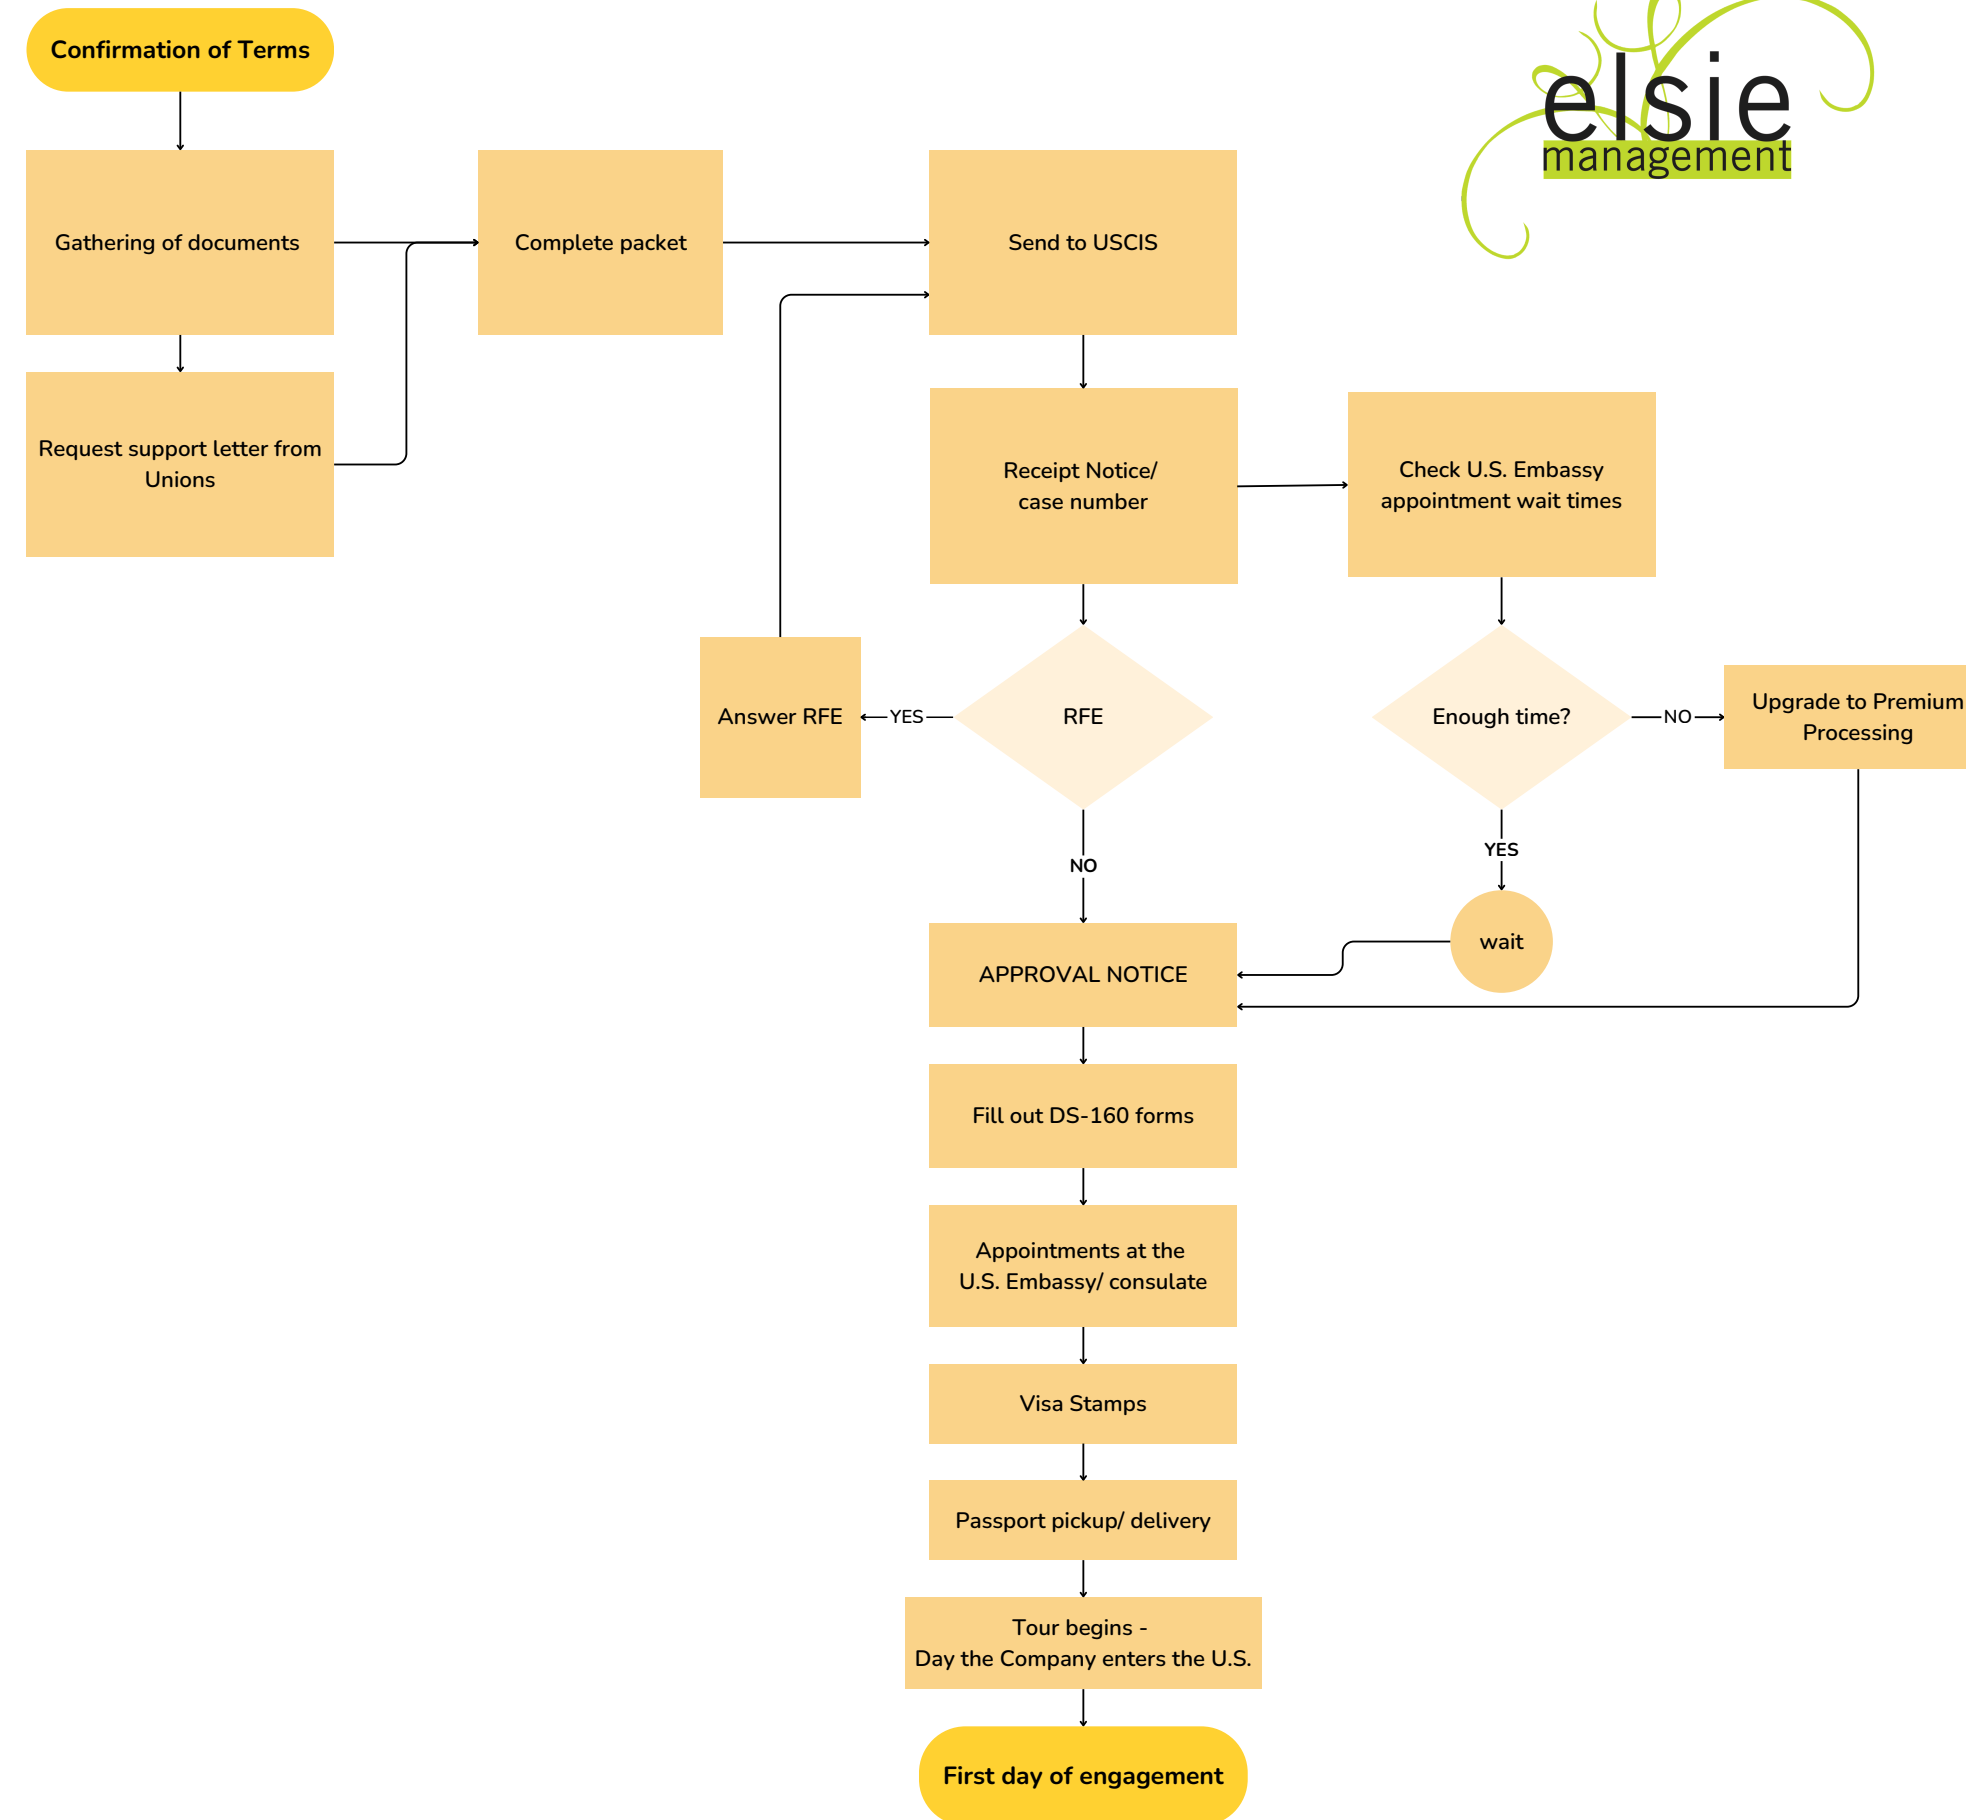 Confirmation of Terms
elsie
management
Gathering of documents
Complete packet
Send to USCIS
Request support letter from
Unions
Receipt Notice/
case number
Check U.S. Embassy
appointment wait times
Answer RFE
YES
RFE
Enough time?
NO
Upgrade to Premium
Processing
NO
YES
wait
APPROVAL NOTICE
Fill out DS-160 forms
Appointments at the
U.S. Embassy/ consulate
Visa Stamps
Passport pickup/ delivery
Tour begins -
Day the Company enters the U.S.
First day of engagement